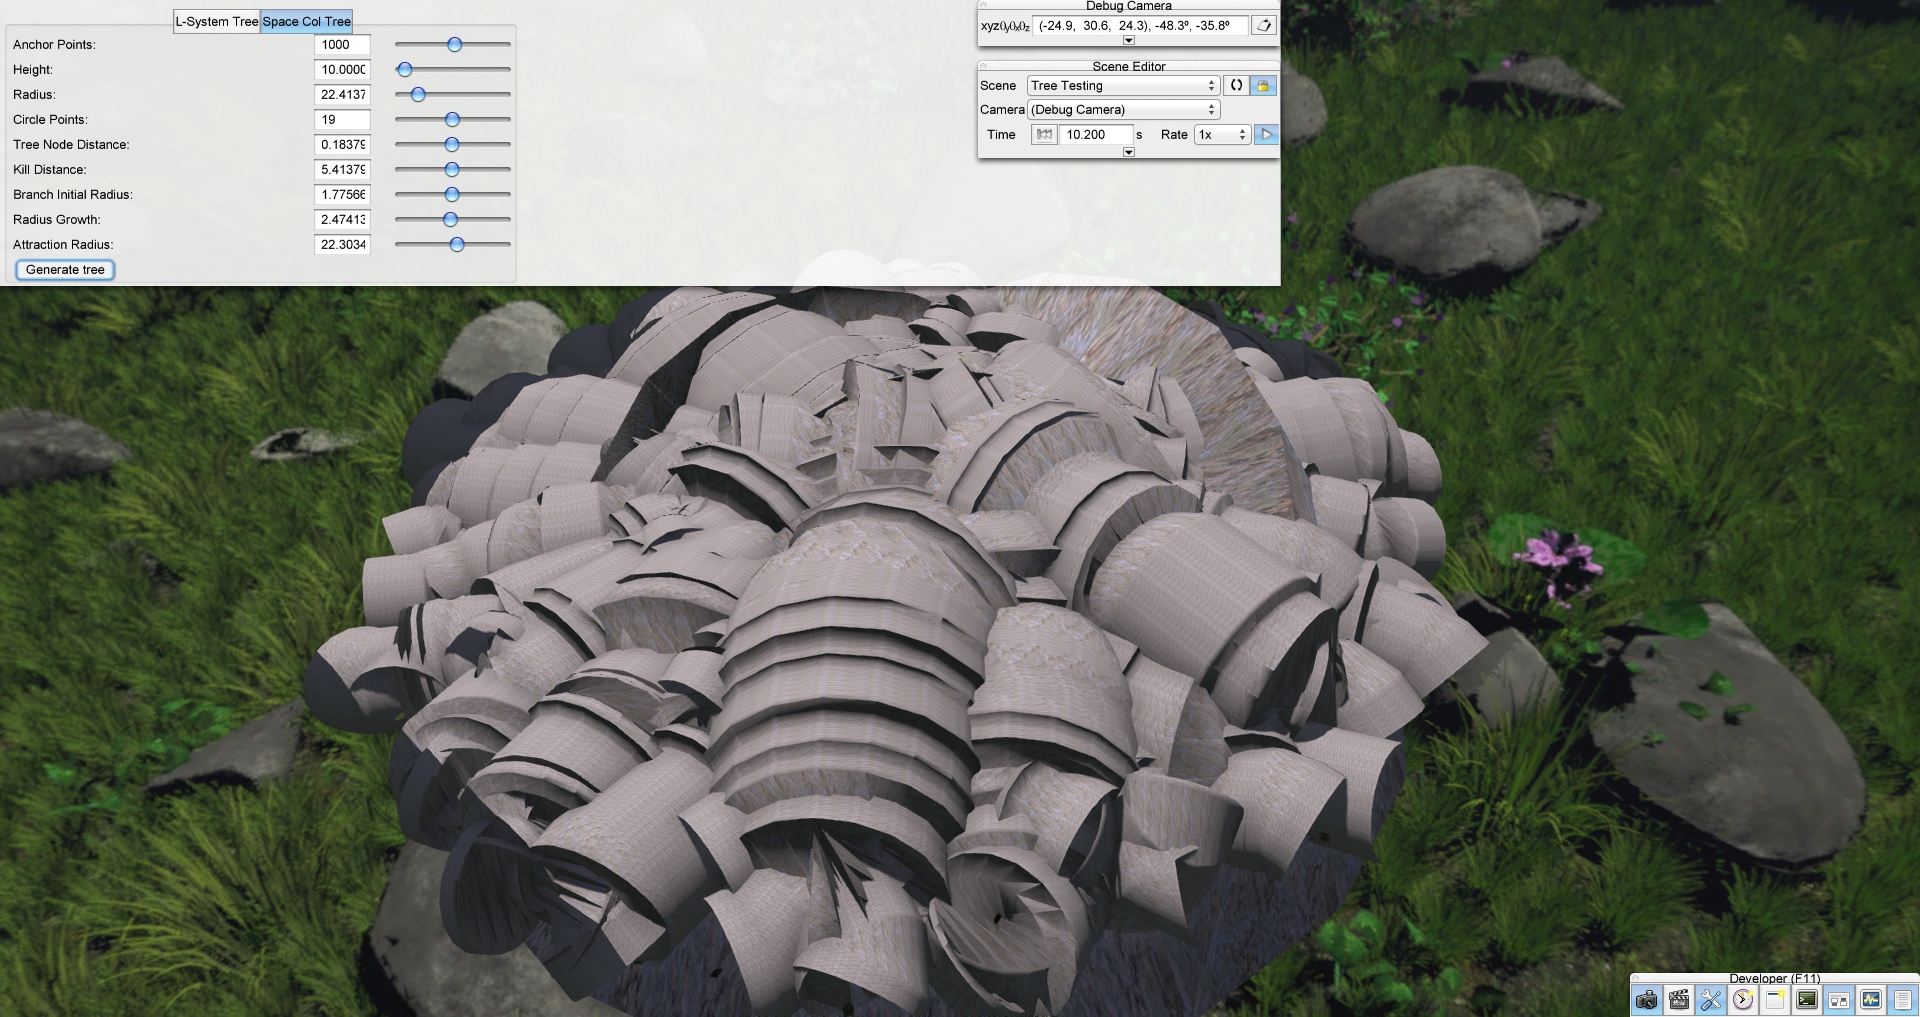 L-System Tree Space Col Tree
Anchor Points: 1000
Height: 10.000
Radius: 22.4137
Circle Points: 19
Tree Node Distance: 0.18379
Kill Distance: 5.41379
Branch Initial Radius: 1.7756
Radius Growth: 2.47413
Attraction Radius: 22.3034
Generate tree
Debug Camera
(-24.9, 30.6, 24.3), -48.3º, -35.8º
Scene Editor
Scene Tree Testing
Camera (Debug Camera)
Time 10.200 s Rate 1x
Developer (F11)